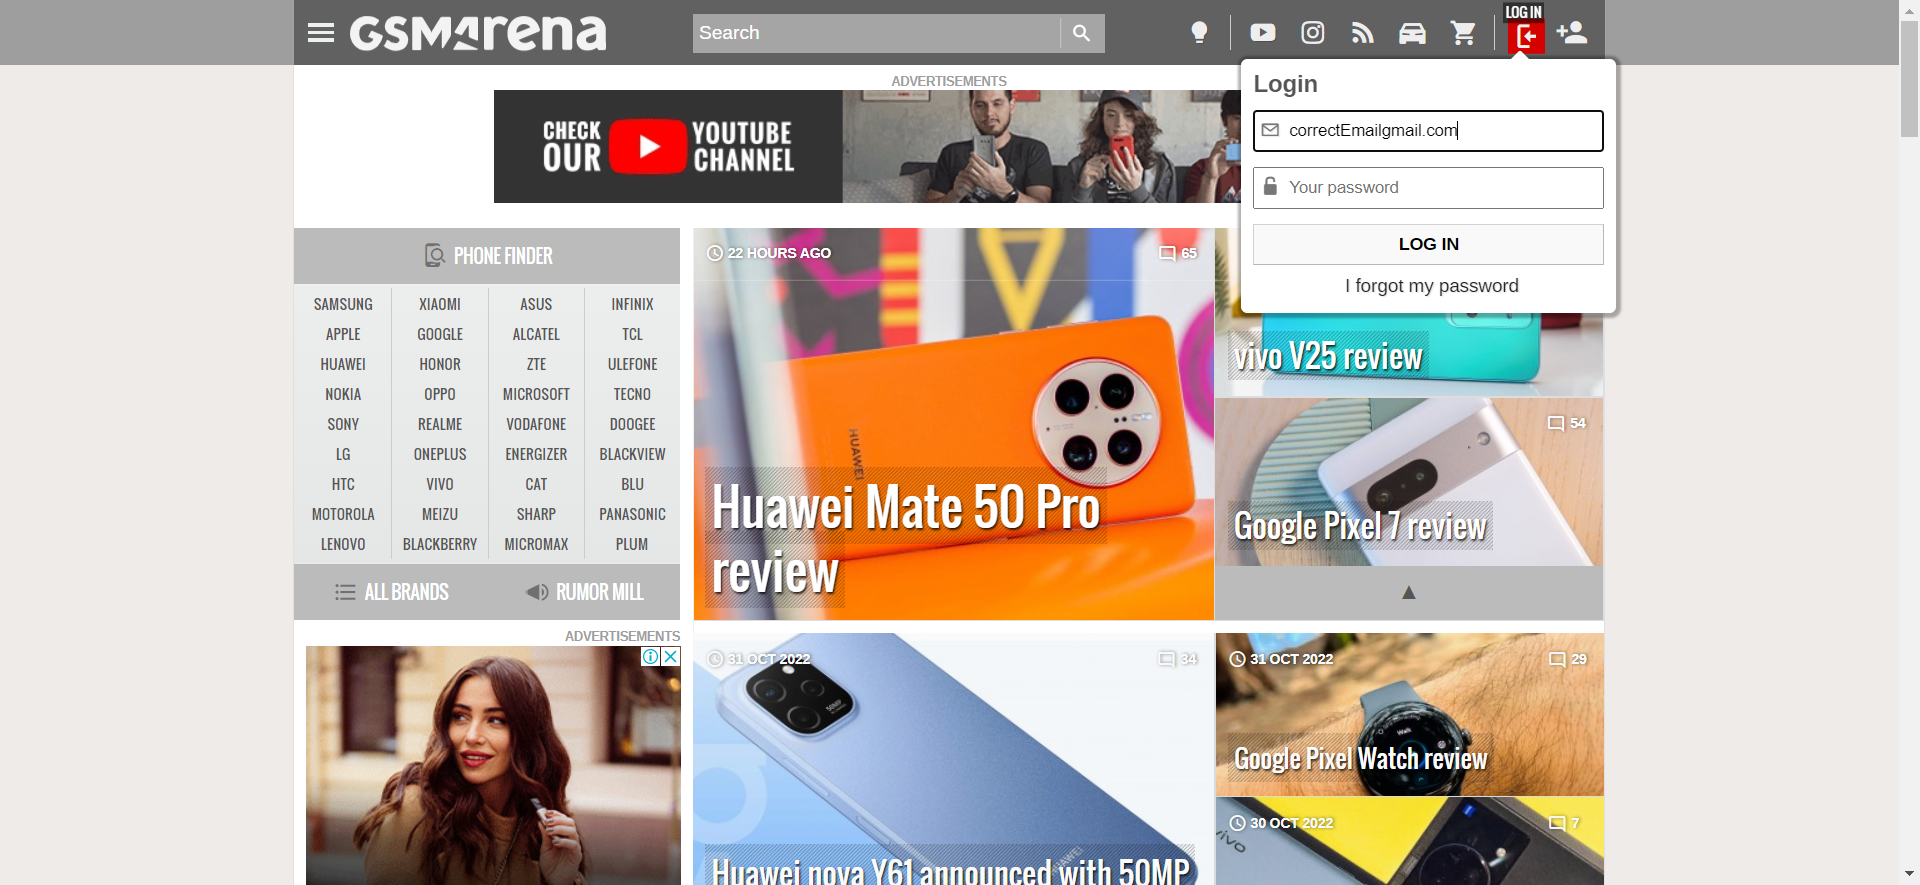 GSMArena
Search
LOG IN
ADVERTISEMENTS
CHECK
OUR
YOUTUBE
CHANNEL
Login
correctEmailgmail.com
Your password
LOG IN
I forgot my password
PHONE FINDER
SAMSUNG XIAOMI ASUS INFINIX
APPLE GOOGLE ALCATEL TCL
HUAWEI HONOR ZTE ULEFONE
NOKIA OPPO MICROSOFT TECNO
SONY REALME VODAFONE DOOGEE
LG ONEPLUS ENERGIZER BLACKVIEW
HTC VIVO CAT BLU
MOTOROLA MEIZU SHARP PANASONIC
LENOVO BLACKBERRY MICROMAX PLUM
ALL BRANDS RUMOR MILL
ADVERTISEMENTS
22 HOURS AGO 65
HUAWEI
Huawei Mate 50 Pro
review
vivo V25 review
54
Google Pixel 7 review
31 OCT 2022 34
50MP
HUAWEI
Huawei nova Y61 announced with 50MP
31 OCT 2022 29
Walk
Google Pixel Watch review
30 OCT 2022 7
vivo